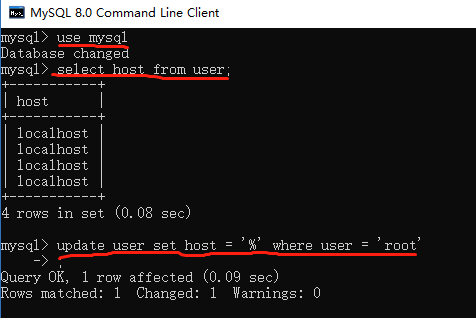 MySQL 8.0 Command Line Client
mysql> use mysql
Database changed
mysql> select host from user;
+-----------+
| host      |
+-----------+
| localhost |
| localhost |
| localhost |
| localhost |
+-----------+
4 rows in set (0.08 sec)
mysql> update user set host = '%' where user = 'root'
    -> ;
Query OK, 1 row affected (0.09 sec)
Rows matched: 1  Changed: 1  Warnings: 0